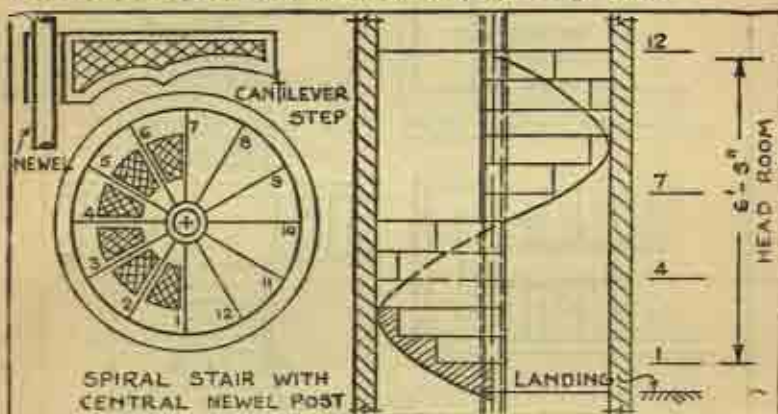 CANTILEVER
STEP
NEWEL
1
2
3
4
5
6
7
8
9
10
11
12
SPIRAL STAIR WITH
CENTRAL NEWEL POST
12
7
4
1
6'-5"
HEAD ROOM
LANDING